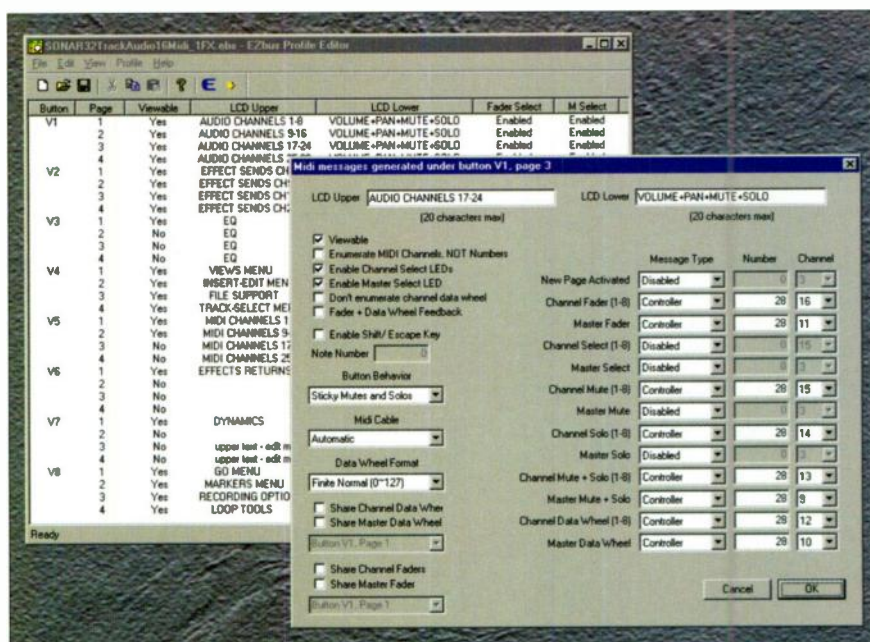 SONAR32TrackAudio16Midi_1FX.ebs - EZbus Profile Editor
File Edit View Profile Help
Button Page Viewable LCD Upper LCD Lower Fader Select M Select
V1 1 Yes AUDIO CHANNELS 1-8 VOLUME+PAN+MUTE+SOLO Enabled Enabled
2 Yes AUDIO CHANNELS 9-16 VOLUME+PAN+MUTE+SOLO Enabled Enabled
3 Yes AUDIO CHANNELS 17-24 VOLUME+PAN+MUTE+SOLO Enabled Enabled
4 Yes AUDIO CHANNELS
V2 1 Yes EFFECT SENDS
2 Yes EFFECT SENDS
3 Yes EFFECT SENDS
4 Yes EFFECT SENDS
V3 1 Yes EQ
2 No EQ
3 No EQ
4 No EQ
V4 1 Yes VIEWS MENU
2 Yes INSERT-EDIT MEN
3 Yes FILE SUPPORT
4 Yes TRACK-SELECT
V5 1 Yes MIDI CHANNELS 1
2 Yes MIDI CHANNELS 9-
3 No MIDI CHANNELS 17
4 No MIDI CHANNELS 25
V6 1 Yes EFFECTS RETURNS
2 No
3 No
4 No
V7 1 Yes DYNAMICS
2 No
3 No upper text - edit m
4 No upper text - edit m
V8 1 Yes GO MENU
2 Yes MARKERS MENU
3 Yes RECORDING OPTIO
4 Yes LOOP TOOLS
Ready
Midi messages generated under button V1, page 3
LCD Upper AUDIO CHANNELS 17-24 LCD Lower VOLUME+PAN+MUTE+SOLO
(20 characters max) (20 characters max)
Viewable
Enumerate MIDI Channels, NOT Numbers
Enable Channel Select LEDs
Enable Master Select LED
Don't enumerate channel data wheel
Fader + Data Wheel Feedback
Enable Shift/ Escape Key
Note Number 0
Button Behavior
Sticky Mutes and Solos
Midi Cable
Automatic
Data Wheel Format
Finite Normal (0~127)
Share Channel Data Wheel
Share Master Data Wheel
Button V1, Page 1
Share Channel Faders
Share Master Fader
Button V1, Page 1
Message Type Number Channel
New Page Activated Disabled 0 3
Channel Fader (1-8) Controller 28 16
Master Fader Controller 28 11
Channel Select (1-8) Disabled 0 15
Master Select Disabled 0 3
Channel Mute (1-8) Controller 28 15
Master Mute Disabled 0 3
Channel Solo (1-8) Controller 28 14
Master Solo Disabled 0 3
Channel Mute + Solo (1-8) Controller 28 13
Master Mute + Solo Controller 28 9
Channel Data Wheel (1-8) Controller 28 12
Master Data Wheel Controller 28 10
Cancel OK